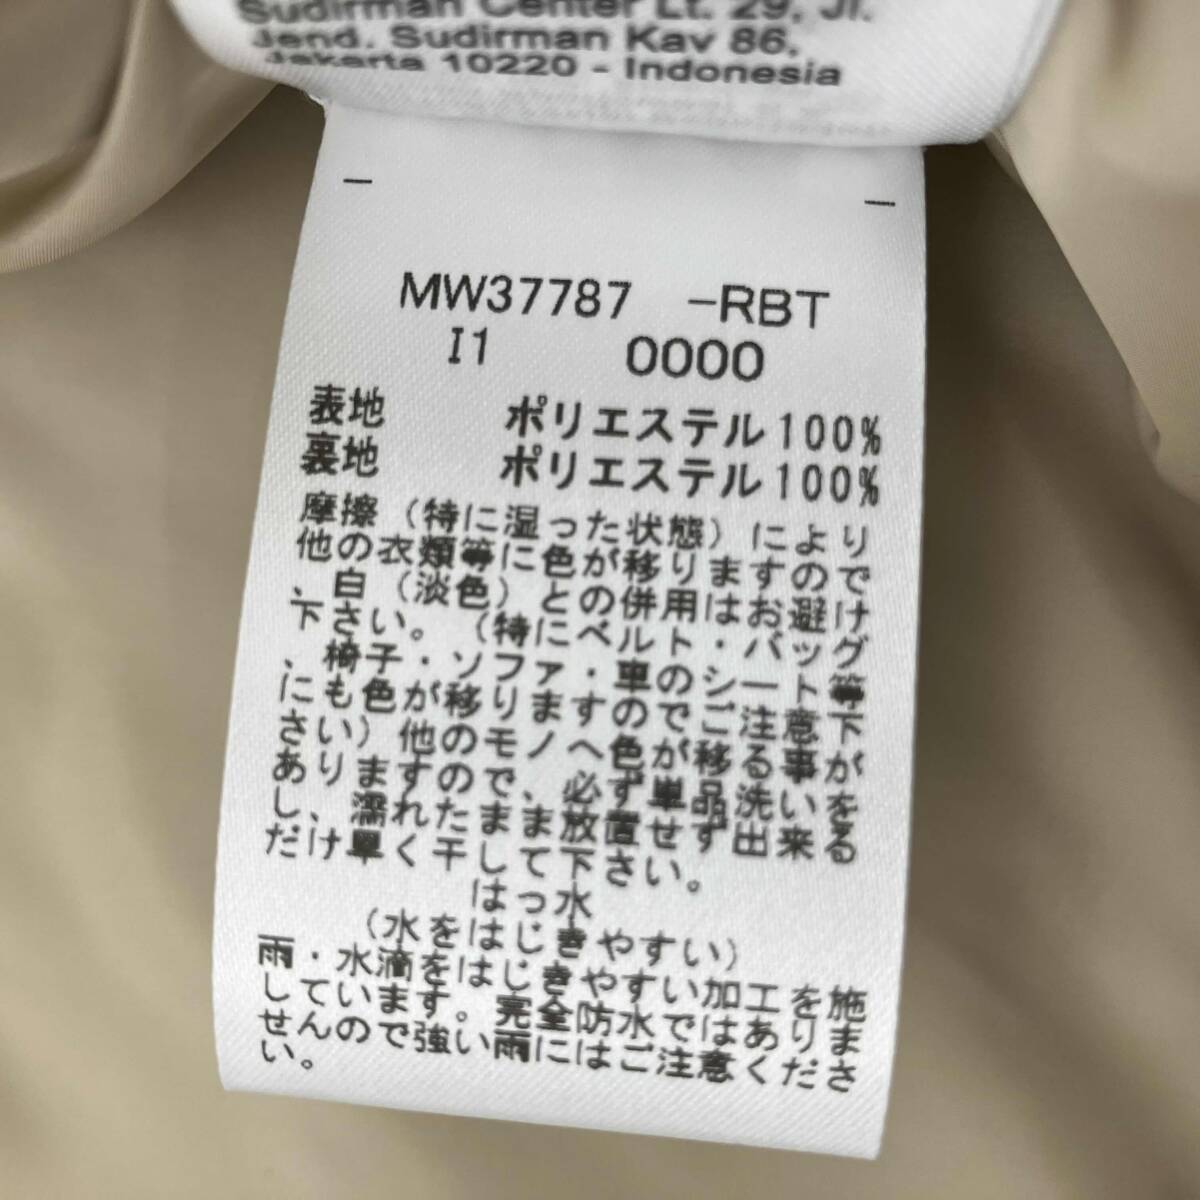 Sudirman Center Lt. 29, Jl.
Jend. Sudirman Kav 86,
Jakarta 10220 - Indonesia
MW37787 -RBT
I1 0000
表地 ポリエステル100%
裏地 ポリエステル100%
摩擦（特に湿った状態）により
他の衣類等に色が移りますので
、白（淡色）との併用はお避け
下さい。（特にベルト・バッグ
、椅子・ソファ・車のシート等
にも色が移りますのでご注意下
さい）他のモノへ色が移る事が
あります
ので、必ず単品洗いを
し、濡れたまま放置せず出来る
だけ早く干して下さい。
はっ水
（水をはじきやすい）
雨・水滴をはじきやすい加工を施
しています。完全防水ではありま
せんので強い雨にはご注意くださ
い。